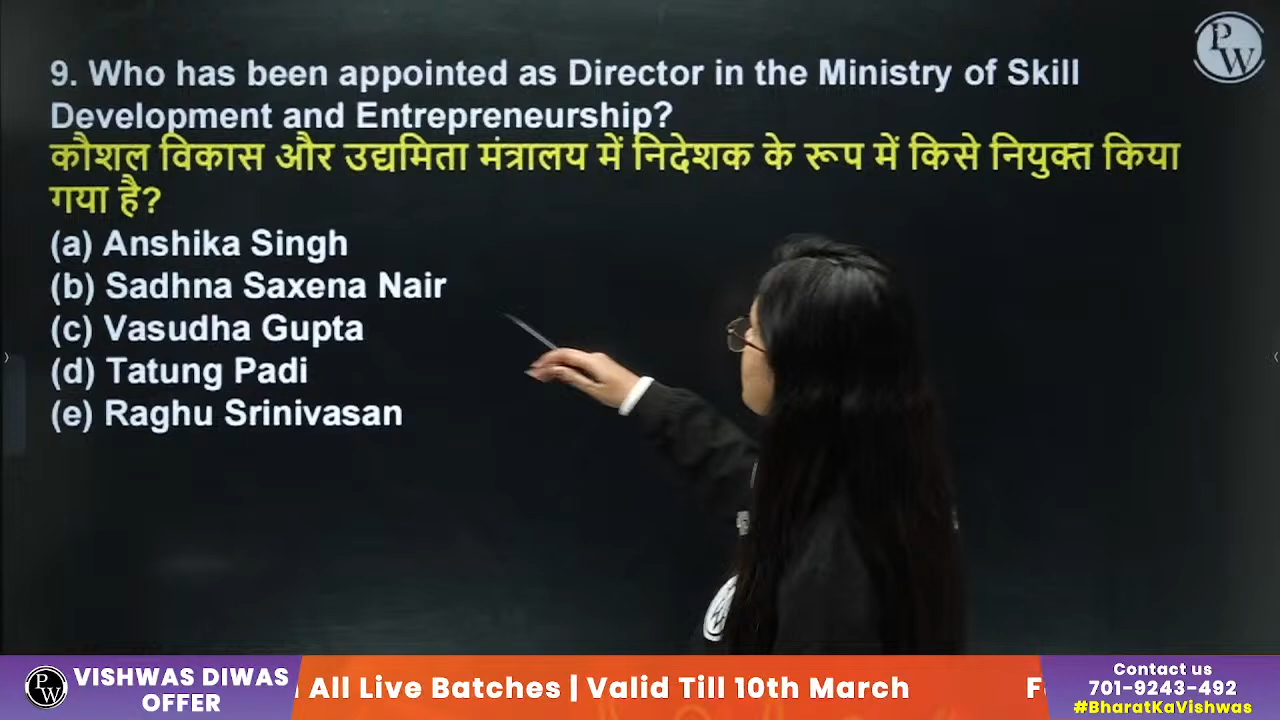 PW
9. Who has been appointed as Director in the Ministry of Skill
Development and Entrepreneurship?
कौशल विकास और उद्यमिता मंत्रालय में निदेशक के रूप में किसे नियुक्त किया
गया है?
(a) Anshika Singh
(b) Sadhna Saxena Nair
(c) Vasudha Gupta
(d) Tatung Padi
(e) Raghu Srinivasan
PW
VISHWAS DIWAS
OFFER
All Live Batches | Valid Till 10th March
Contact us
701-9243-492
#BharatKaVishwas